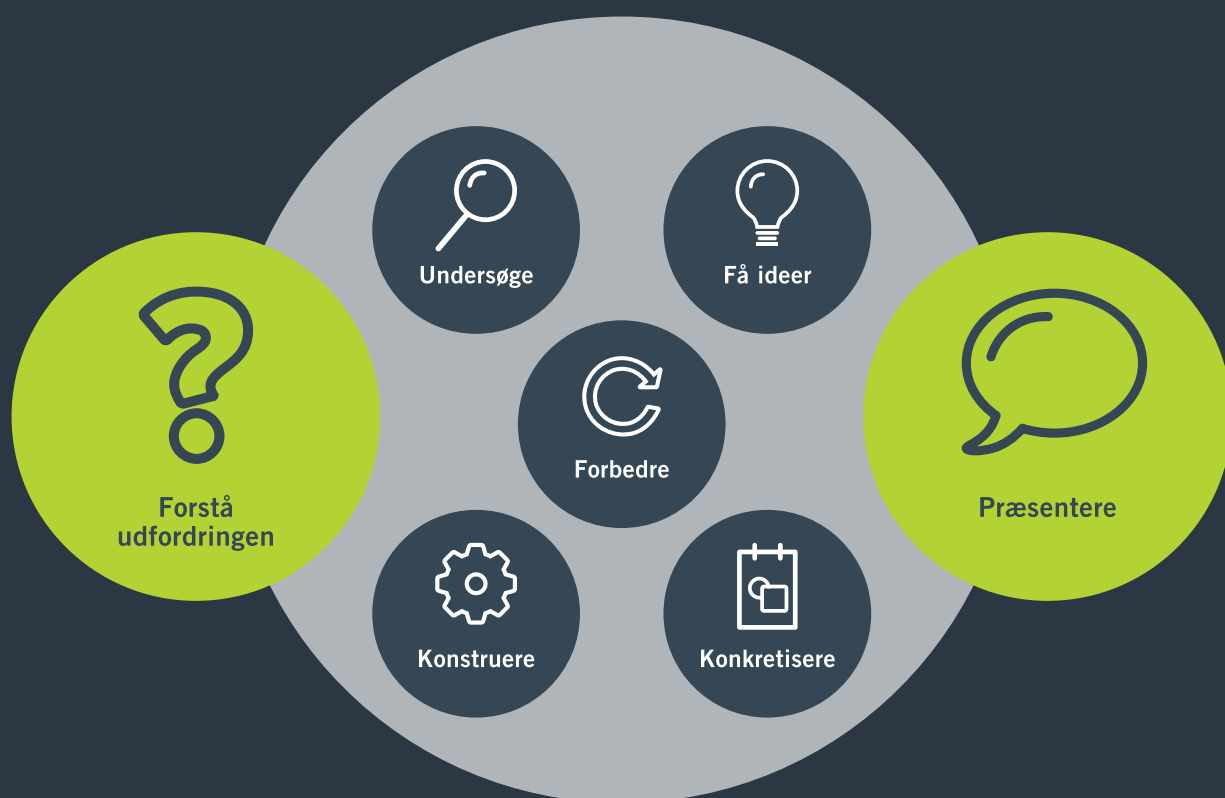 Undersøge
Få ideer
Forstå
udfordringen
Forbedre
Præsentere
Konstruere
Konkretisere